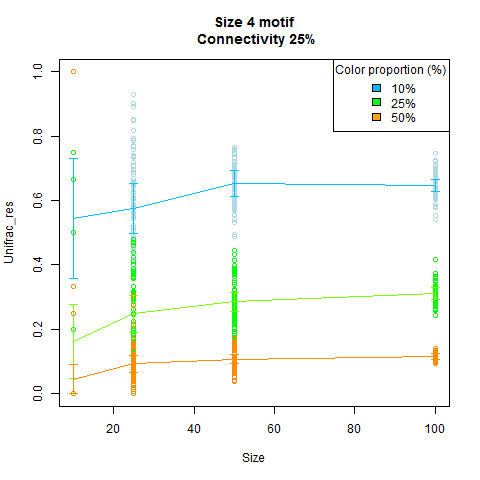 Size 4 motif
Connectivity 25%
Color proportion (%)
10%
25%
50%
Unifrac_res
1.0
0.8
0.6
0.4
0.2
0.0
20 40 60 80 100
Size